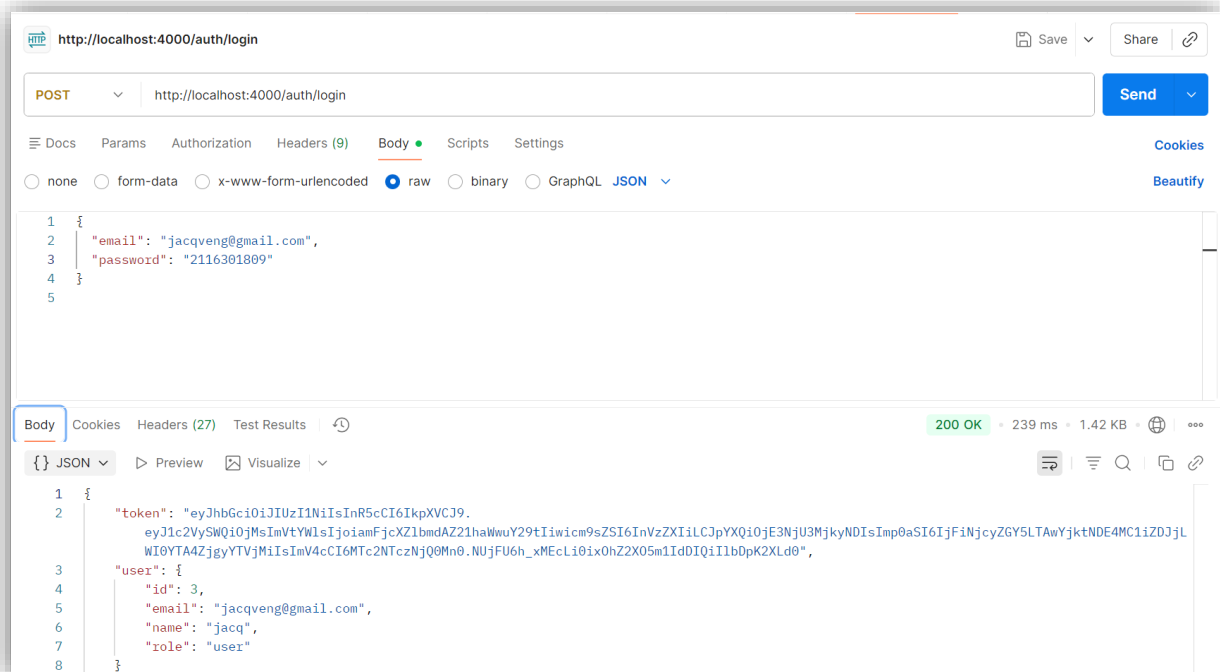 HTTP http://localhost:4000/auth/login Save Share
POST http://localhost:4000/auth/login Send
Docs Params Authorization Headers (9) Body Scripts Settings Cookies
none form-data x-www-form-urlencoded raw binary GraphQL JSON Beautify
1 {
2 "email": "jacqveng@gmail.com",
3 "password": "2116301809"
4 }
5
Body Cookies Headers (27) Test Results 200 OK • 239 ms • 1.42 KB
{} JSON Preview Visualize
1 {
2 "token": "eyJhbGciOiJIUzI1NiIsInR5cCI6IkpXVCJ9.
eyJ1c2VySWQiOjMsImVtYWlsIjoiamFjcXZlbmdAZ21haWwuY29tIiwicm9sZSI6InVzZXIiLCJpYXQiOjE3NjU3MjkyNDIsImp0aSI6IjFiNjcyZGY5LTAwYjktNDE4MC1iZDJjL
WI0YTA4ZjgyYTVjMiIsImV4cCI6MTc2NTczNjQ0Mn0.NUjFU6h_xMEcLi0ixOhZ2XO5m1IdDIQiIlbDpK2XLd0",
3 "user": {
4 "id": 3,
5 "email": "jacqveng@gmail.com",
6 "name": "jacq",
7 "role": "user"
8 }